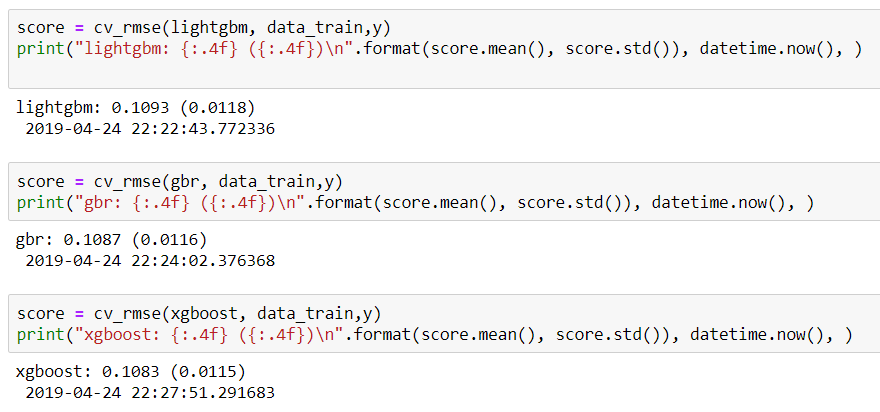 score = cv_rmse(lightgbm, data_train,y)
print("lightgbm: {:.4f} ({:.4f})\n".format(score.mean(), score.std()), datetime.now(), )
lightgbm: 0.1093 (0.0118)
 2019-04-24 22:22:43.772336
score = cv_rmse(gbr, data_train,y)
print("gbr: {:.4f} ({:.4f})\n".format(score.mean(), score.std()), datetime.now(), )
gbr: 0.1087 (0.0116)
 2019-04-24 22:24:02.376368
score = cv_rmse(xgboost, data_train,y)
print("xgboost: {:.4f} ({:.4f})\n".format(score.mean(), score.std()), datetime.now(), )
xgboost: 0.1083 (0.0115)
 2019-04-24 22:27:51.291683